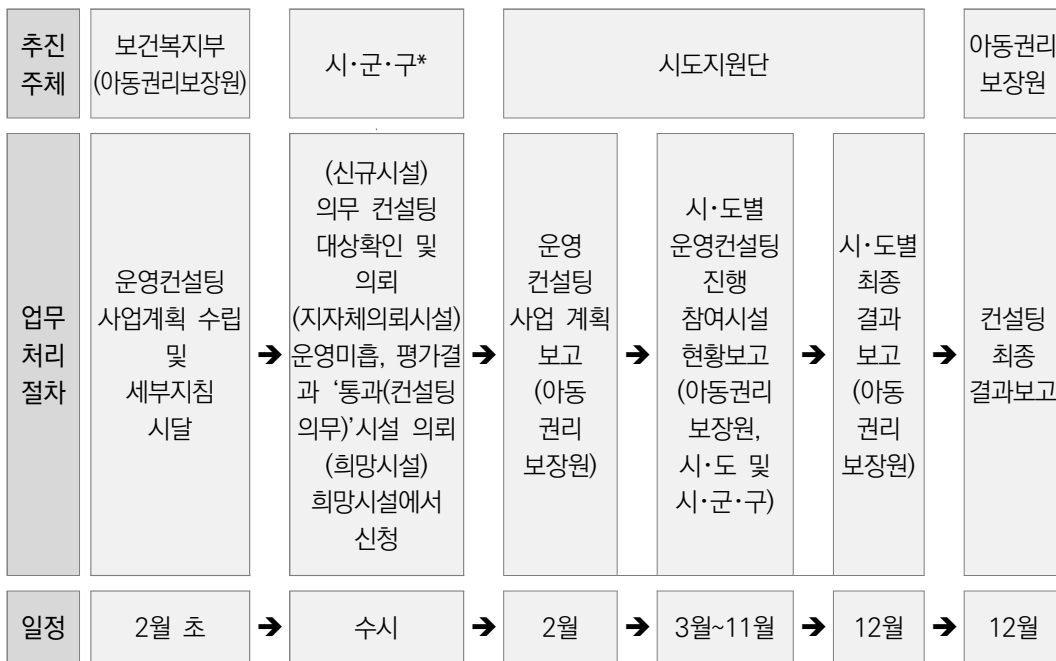 추진
주체
보건복지부
(아동권리보장원)
시·군·구*
시도지원단
아동권리
보장원
업무
처리
절차
운영컨설팅
사업계획 수립
및
세부지침
시달
➔
(신규시설)
의무 컨설팅
대상확인 및
의뢰
(지자체의뢰시설)
운영미흡, 평가결
과 ‘통과(컨설팅
의무)’시설 의뢰
(희망시설)
희망시설에서
신청
➔
운영
컨설팅
사업 계획
보고
(아동
권리
보장원)
➔
시·도별
운영컨설팅
진행
참여시설
현황보고
(아동권리
보장원,
시·도 및
시·군·구)
➔
시·도별
최종
결과
보고
(아동
권리
보장원)
➔
컨설팅
최종
결과보고
일정
2월 초 ➔ 수시 ➔ 2월 ➔ 3월~11월 ➔ 12월 ➔ 12월